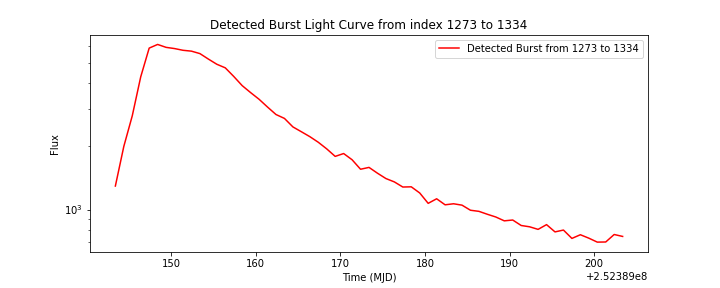 Detected Burst Light Curve from index 1273 to 1334
Detected Burst from 1273 to 1334
Flux
10³
150 160 170 180 190 200
+2.52389e8
Time (MJD)